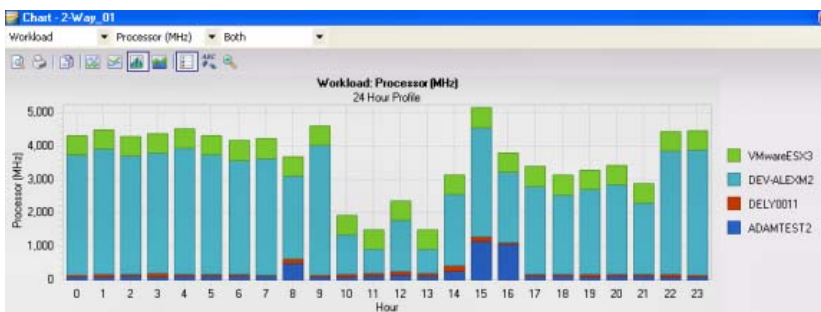 Chart - 2-Way_01
Workload Processor (MHz) Both
ABC
Workload: Processor (MHz)
24 Hour Profile
5,000
4,000
3,000
2,000
1,000
0
Processor (MHz)
0 1 2 3 4 5 6 7 8 9 10 11 12 13 14 15 16 17 18 19 20 21 22 23
Hour
VMwareESX3
DEV-ALEXM2
DELY0011
ADAMTEST2